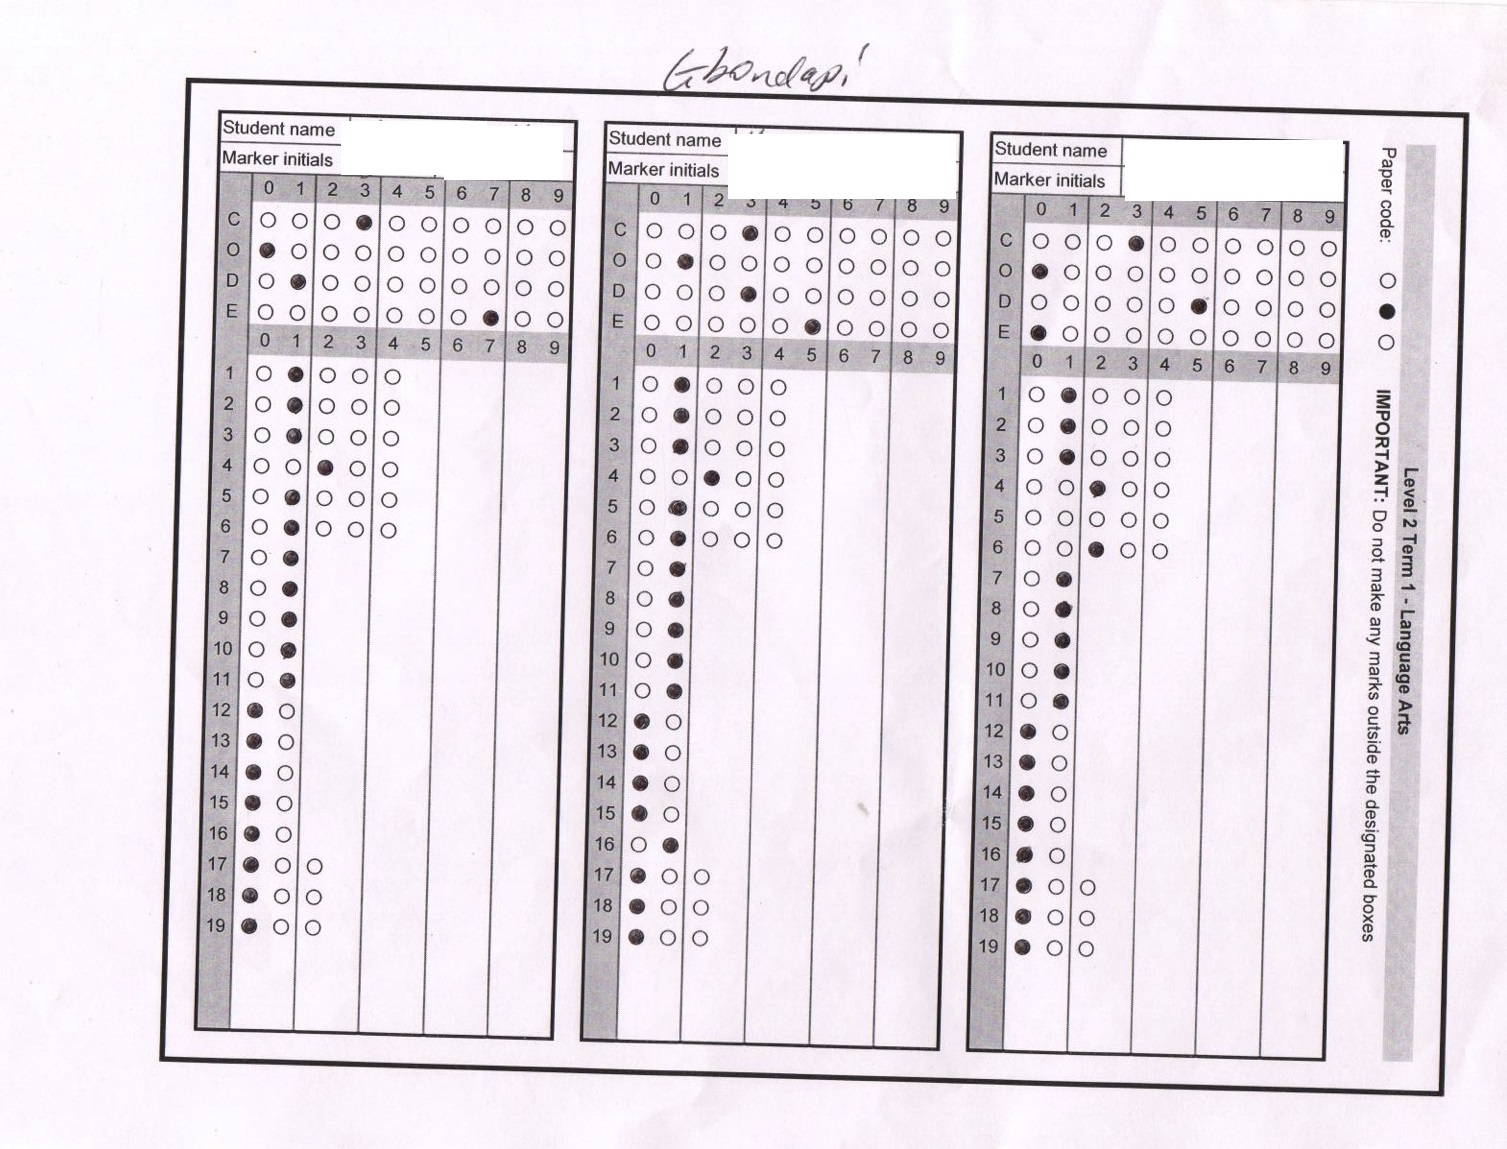 Gbondapi
Student name
Marker initials
0 1 2 3 4 5 6 7 8 9
C
O
D
E
0 1 2 3 4 5 6 7 8 9
1
2
3
4
5
6
7
8
9
10
11
12
13
14
15
16
17
18
19
Student name
Marker initials
0 1 2 3 4 5 6 7 8 9
C
O
D
E
0 1 2 3 4 5 6 7 8 9
1
2
3
4
5
6
7
8
9
10
11
12
13
14
15
16
17
18
19
Student name
Marker initials
0 1 2 3 4 5 6 7 8 9
C
O
D
E
0 1 2 3 4 5 6 7 8 9
1
2
3
4
5
6
7
8
9
10
11
12
13
14
15
16
17
18
19
Level 2 Term 1 - Language Arts
Paper code:
IMPORTANT: Do not make any marks outside the designated boxes